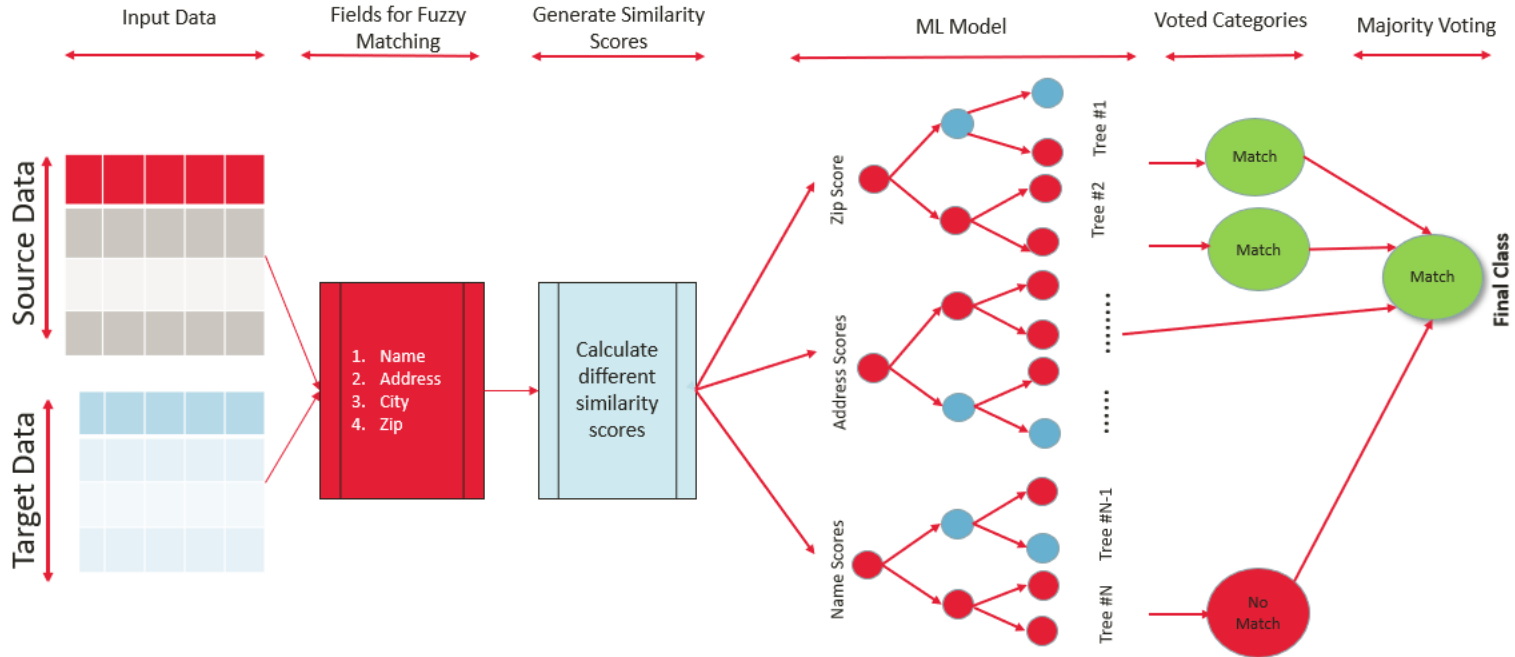 Input Data
Fields for Fuzzy
Matching
Generate Similarity
Scores
ML Model
Voted Categories
Majority Voting
Source Data
Target Data
1. Name
2. Address
3. City
4. Zip
Calculate
different
similarity
scores
Zip Score
Address Scores
Name Scores
Tree #1
Tree #2
........
......
Tree #N-1
Tree #N
Match
Match
No
Match
Match
Final Class